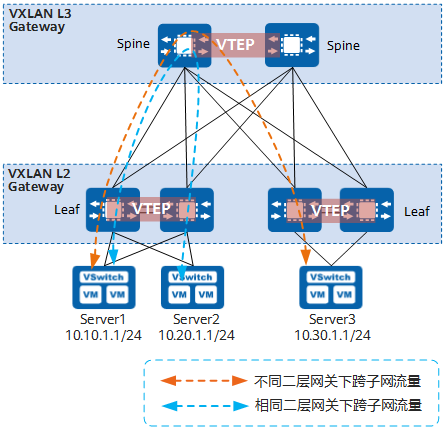 VXLAN L3
Gateway
Spine
VTEP
Spine
VXLAN L2
Gateway
Leaf
VTEP
VTEP
Leaf
VSwitch
VM VM
VSwitch
VM VM
VSwitch
VM VM
Server1
10.10.1.1/24
Server2
10.20.1.1/24
Server3
10.30.1.1/24
不同二层网关下跨子网流量
相同二层网关下跨子网流量